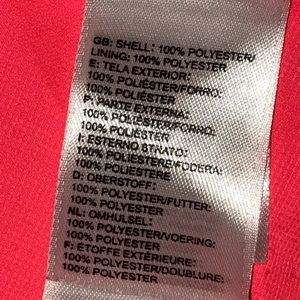 GB: SHELL: 100% POLYESTER/
LINING: 100% POLYESTER
E: TELA EXTERIOR:
100% POLIÉSTER/FORRO:
100% POLIÉSTER
P: PARTE EXTERNA:
100% POLIÉSTER/FORRO:
100% POLIÉSTER
I: ESTERNO STRATO:
100% POLIESTERE/FODERA:
100% POLIESTERE
D: OBERSTOFF:
100% POLYESTER/FUTTER:
100% POLYESTER
NL: OMHULSEL:
100% POLYESTER/VOERING:
100% POLYESTER
F: ÉTOFFE EXTÉRIEURE:
100% POLYESTER/DOUBLURE:
100% POLYESTER